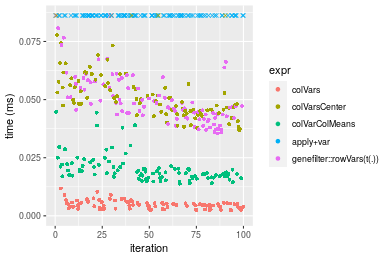 0.075
0.050
0.025
0.000
time (ms)
0
25
50
75
100
iteration
expr
colVars
colVarsCenter
colVarColMeans
apply+var
genefilter::rowVars(t(.))